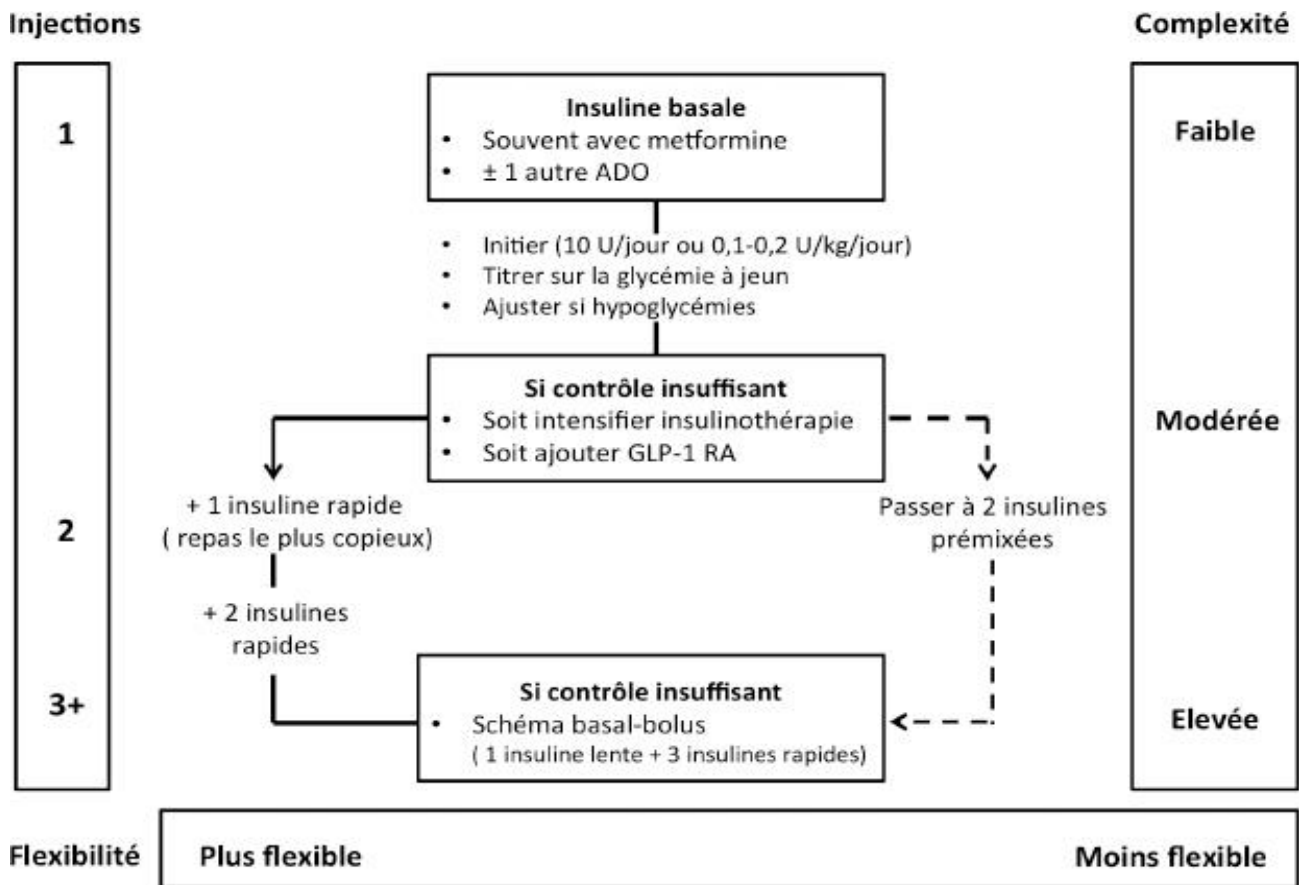 Injections
Complexité
1
2
3+
Insuline basale
• Souvent avec metformine
• ± 1 autre ADO
• Initier (10 U/jour ou 0,1-0,2 U/kg/jour)
• Titrer sur la glycémie à jeun
• Ajuster si hypoglycémies
Si contrôle insuffisant
• Soit intensifier insulinothérapie
• Soit ajouter GLP-1 RA
+ 1 insuline rapide
( repas le plus copieux)
+ 2 insulines
rapides
Passer à 2 insulines
prémixées
Si contrôle insuffisant
• Schéma basal-bolus
( 1 insuline lente + 3 insulines rapides)
Faible
Modérée
Elevée
Flexibilité
Plus flexible
Moins flexible